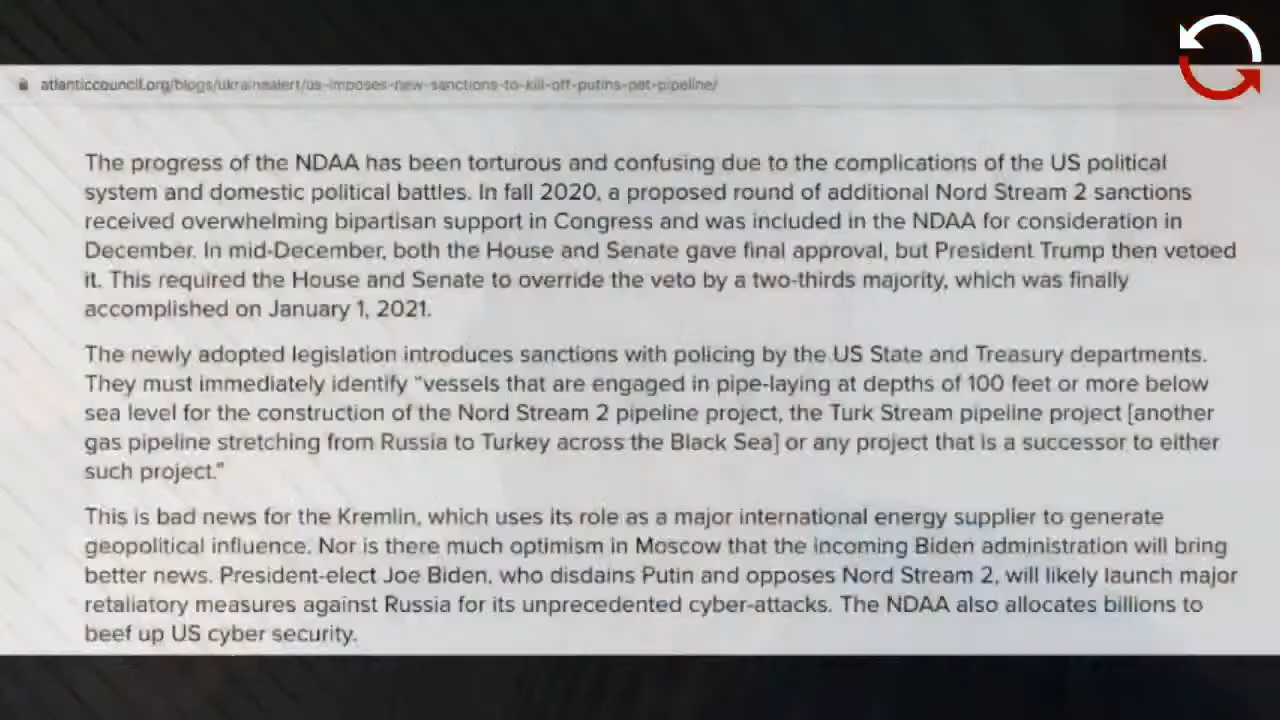 atlanticcouncil.org/blogs/ukrainealert/us-imposes-new-sanctions-to-kill-off-putins-pet-pipeline/
The progress of the NDAA has been torturous and confusing due to the complications of the US political
system and domestic political battles. In fall 2020, a proposed round of additional Nord Stream 2 sanctions
received overwhelming bipartisan support in Congress and was included in the NDAA for consideration in
December. In mid-December, both the House and Senate gave final approval, but President Trump then vetoed
it. This required the House and Senate to override the veto by a two-thirds majority, which was finally
accomplished on January 1, 2021.
The newly adopted legislation introduces sanctions with policing by the US State and Treasury departments.
They must immediately identify “vessels that are engaged in pipe-laying at depths of 100 feet or more below
sea level for the construction of the Nord Stream 2 pipeline project, the Turk Stream pipeline project [another
gas pipeline stretching from Russia to Turkey across the Black Sea] or any project that is a successor to either
such project.”
This is bad news for the Kremlin, which uses its role as a major international energy supplier to generate
geopolitical influence. Nor is there much optimism in Moscow that the incoming Biden administration will bring
better news. President-elect Joe Biden, who disdains Putin and opposes Nord Stream 2, will likely launch major
retaliatory measures against Russia for its unprecedented cyber-attacks. The NDAA also allocates billions to
beef up US cyber security.